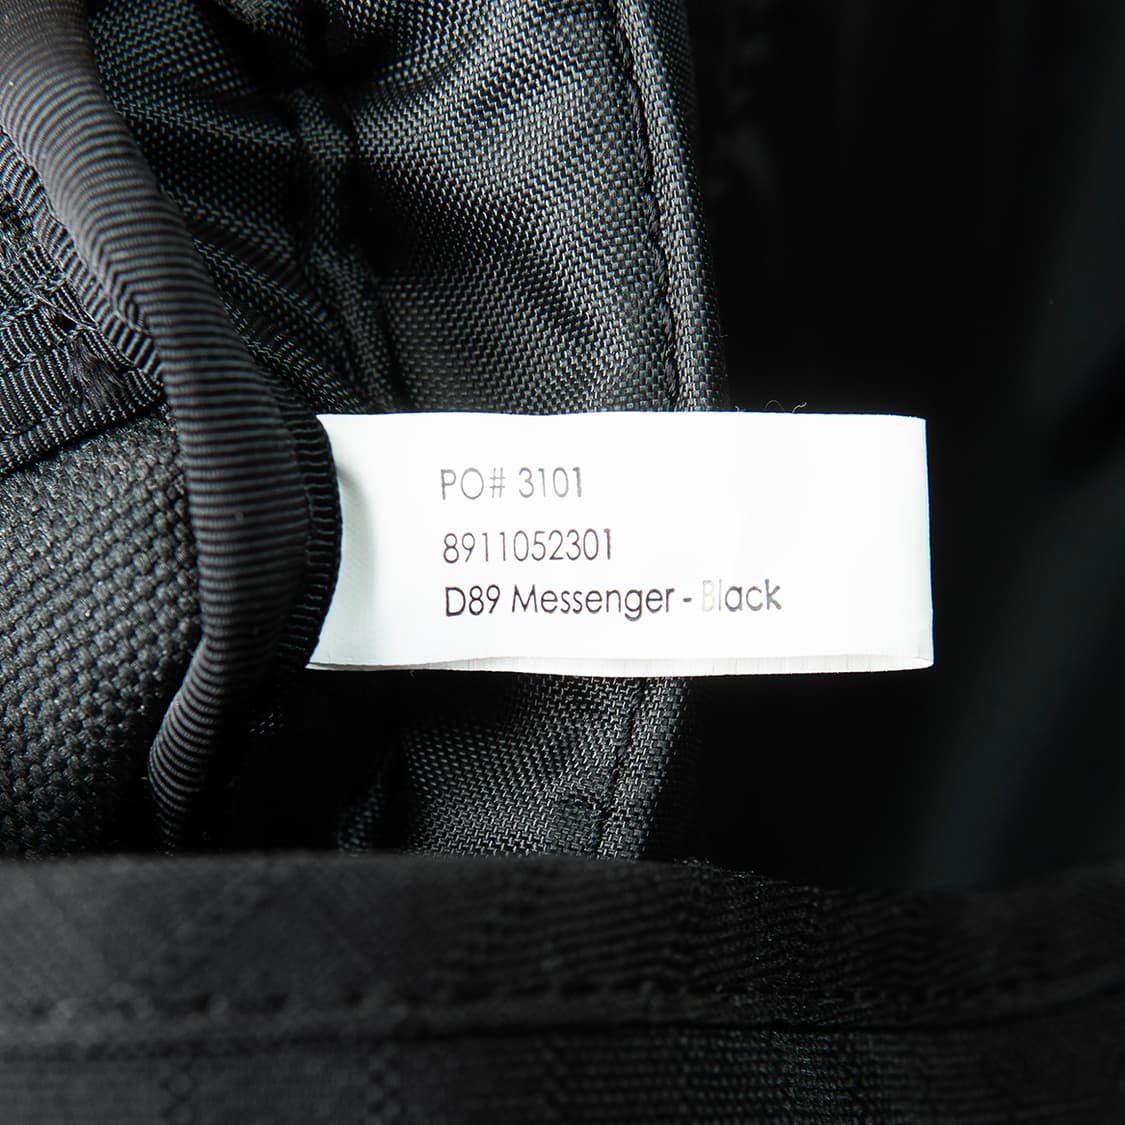 PO# 3101
8911052301
D89 Messenger - Black